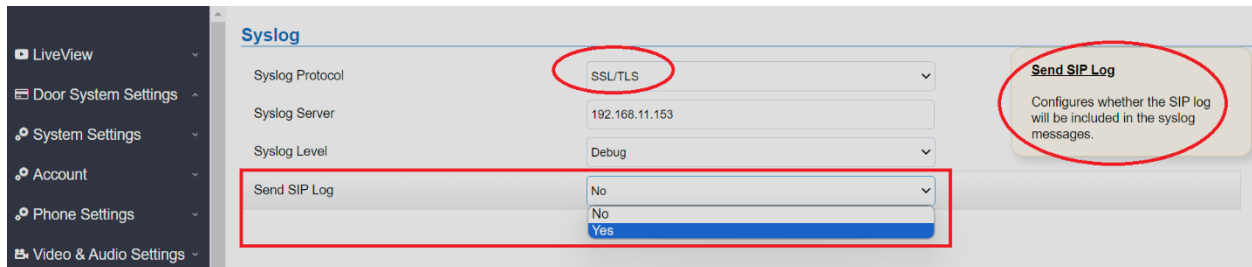 Syslog
LiveView
Door System Settings
System Settings
Account
Phone Settings
Video & Audio Settings
Syslog Protocol
SSL/TLS
Syslog Server
192.168.11.153
Syslog Level
Debug
Send SIP Log
No
No
Yes
Send SIP Log
Configures whether the SIP log
will be included in the syslog
messages.